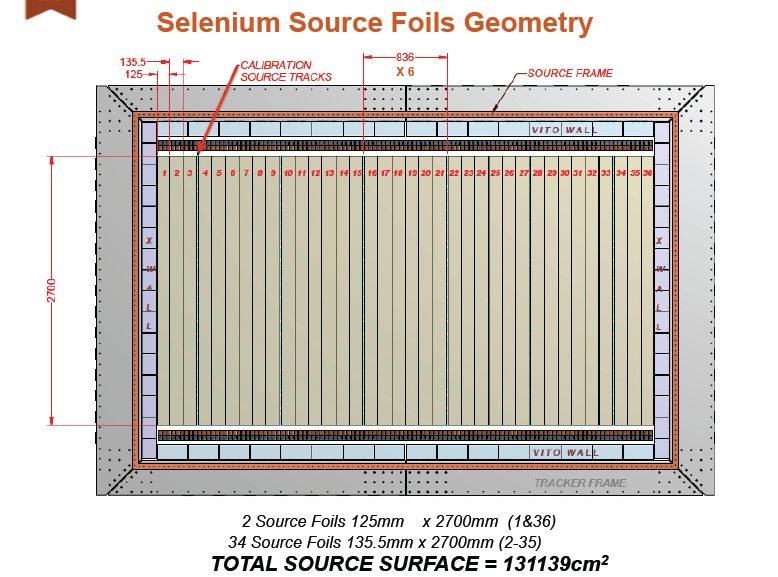 Selenium Source Foils Geometry
135.5
125
CALIBRATION
SOURCE TRACKS
836
X 6
SOURCE FRAME
VITO WALL
1 2 3 4 5 6 7 8 9 10 11 12 13 14 15 16 17 18 19 20 21 22 23 24 25 26 27 28 29 30 31 32 33 34 35 36
X WALL
X WALL
2700
VITO WALL
TRACKER FRAME
2 Source Foils 125mm x 2700mm (1&36)
34 Source Foils 135.5mm x 2700mm (2-35)
TOTAL SOURCE SURFACE = 131139cm²